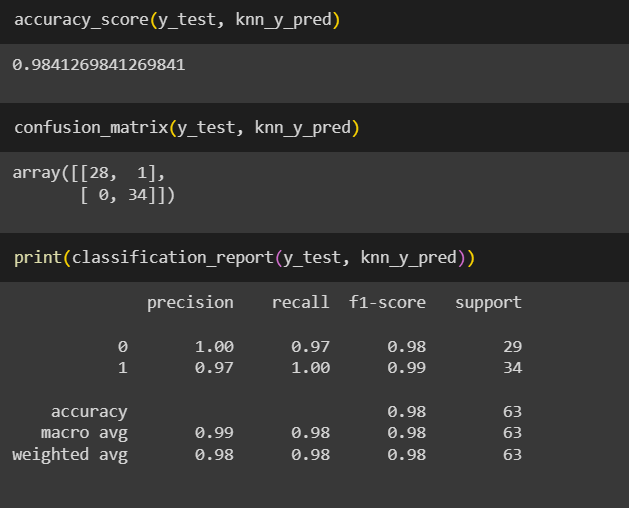 accuracy_score(y_test, knn_y_pred)
0.9841269841269841
confusion_matrix(y_test, knn_y_pred)
array([[28,  1],
       [ 0, 34]])
print(classification_report(y_test, knn_y_pred))
              precision    recall  f1-score   support
           0       1.00      0.97      0.98        29
           1       0.97      1.00      0.99        34
    accuracy                           0.98        63
   macro avg       0.99      0.98      0.98        63
weighted avg       0.98      0.98      0.98        63